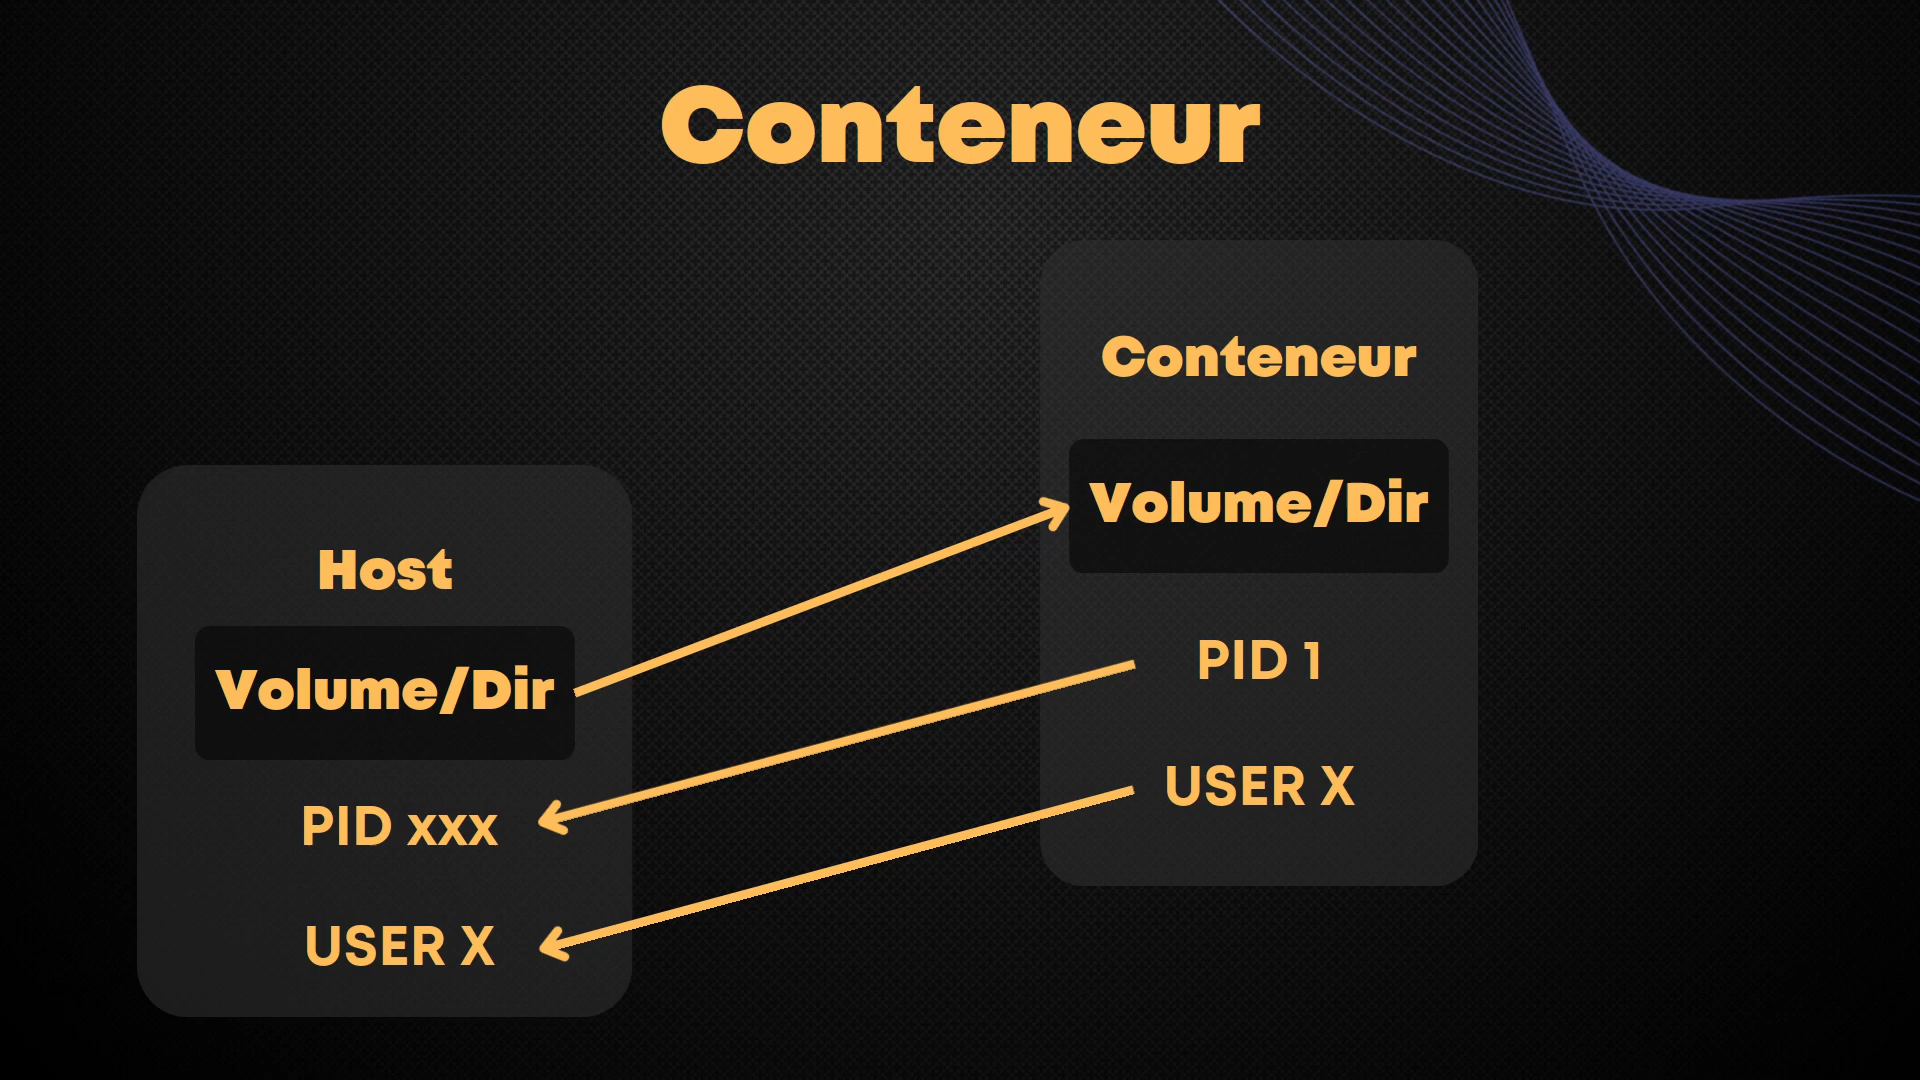 Conteneur
Host
Volume/Dir
PID xxx
USER X
Conteneur
Volume/Dir
PID 1
USER X